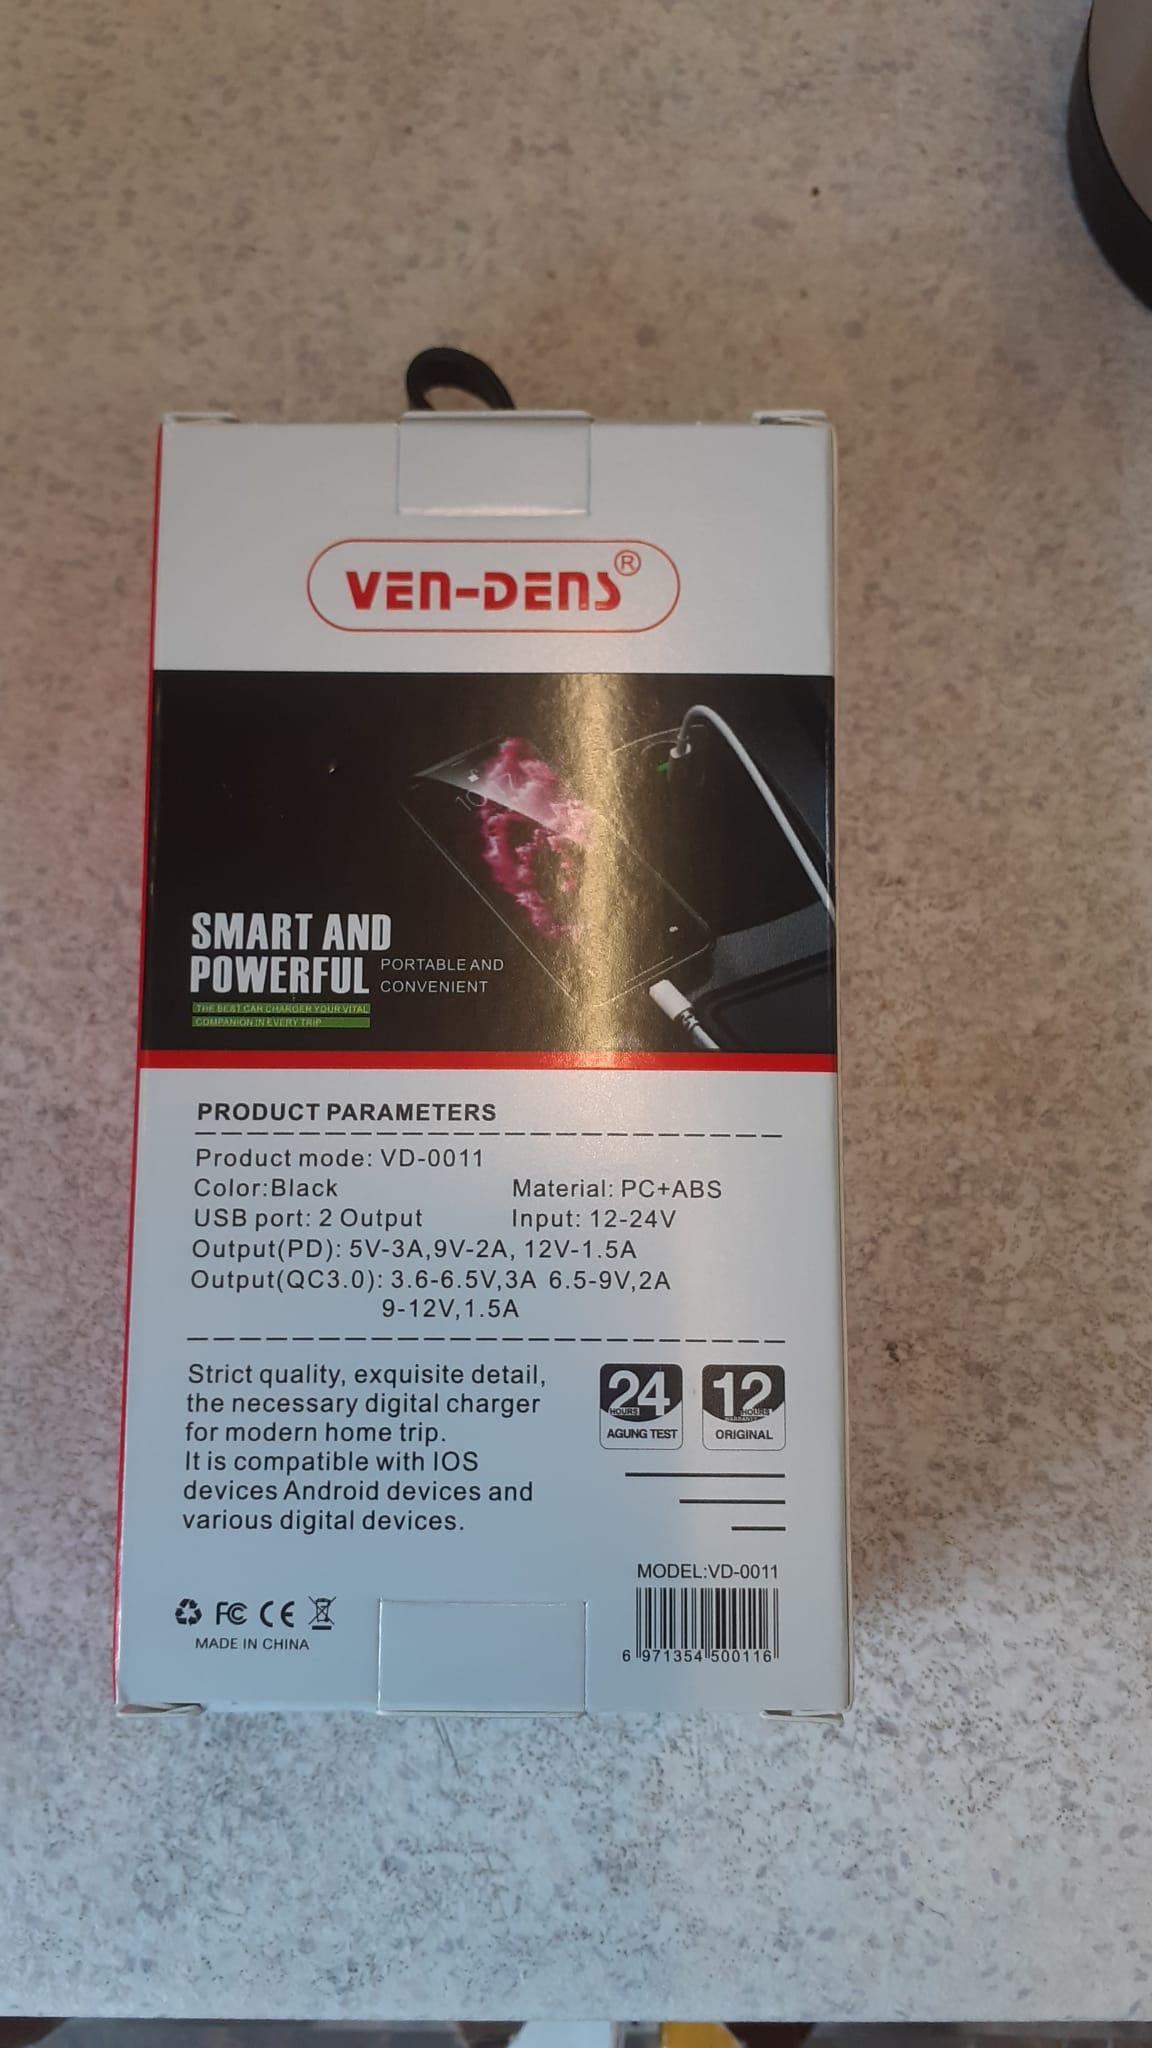 VEN-DENS®
SMART AND
POWERFUL
PORTABLE AND
CONVENIENT
THE BEST CAR CHARGER YOUR VITAL
COMPANION IN EVERY TRIP
PRODUCT PARAMETERS
Product mode: VD-0011
Color:Black Material: PC+ABS
USB port: 2 Output Input: 12-24V
Output(PD): 5V-3A,9V-2A, 12V-1.5A
Output(QC3.0): 3.6-6.5V,3A 6.5-9V,2A
9-12V,1.5A
Strict quality, exquisite detail,
the necessary digital charger
for modern home trip.
It is compatible with IOS
devices Android devices and
various digital devices.
24
HOURS
AGUNG TEST
12
HOURS
WARRANTY
ORIGINAL
MODEL:VD-0011
6 971354 500116
FC CE
MADE IN CHINA